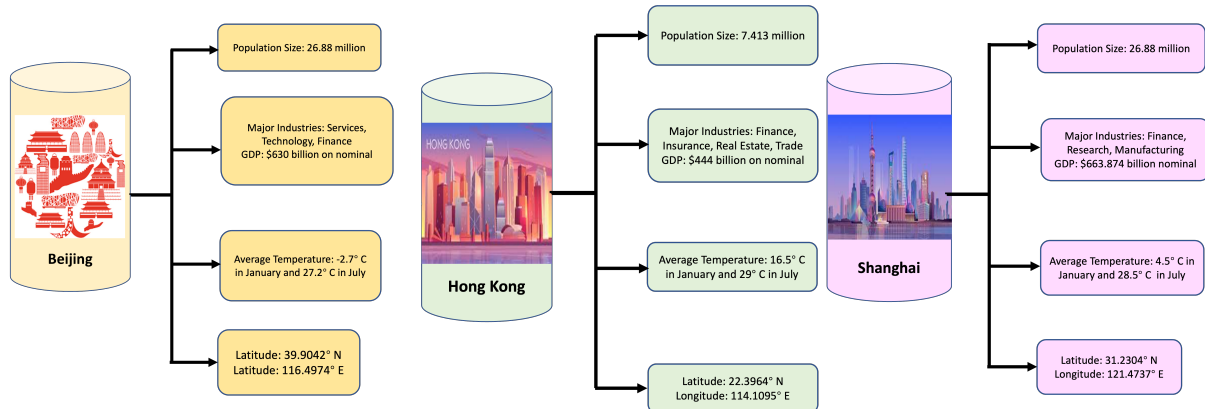 Population Size: 26.88 million
Major Industries: Services,
Technology, Finance
GDP: $630 billion on nominal
Beijing
Average Temperature: -2.7° C
in January and 27.2° C in July
Latitude: 39.9042° N
Latitude: 116.4974° E
Population Size: 7.413 million
Major Industries: Finance,
Insurance, Real Estate, Trade
GDP: $444 billion on nominal
HONG KONG
Hong Kong
Average Temperature: 16.5° C
in January and 29° C in July
Latitude: 22.3964° N
Longitude: 114.1095° E
Population Size: 26.88 million
Major Industries: Finance,
Research, Manufacturing
GDP: $663.874 billion nominal
Shanghai
Average Temperature: 4.5° C in
January and 28.5° C in July
Latitude: 31.2304° N
Longitude: 121.4737° E